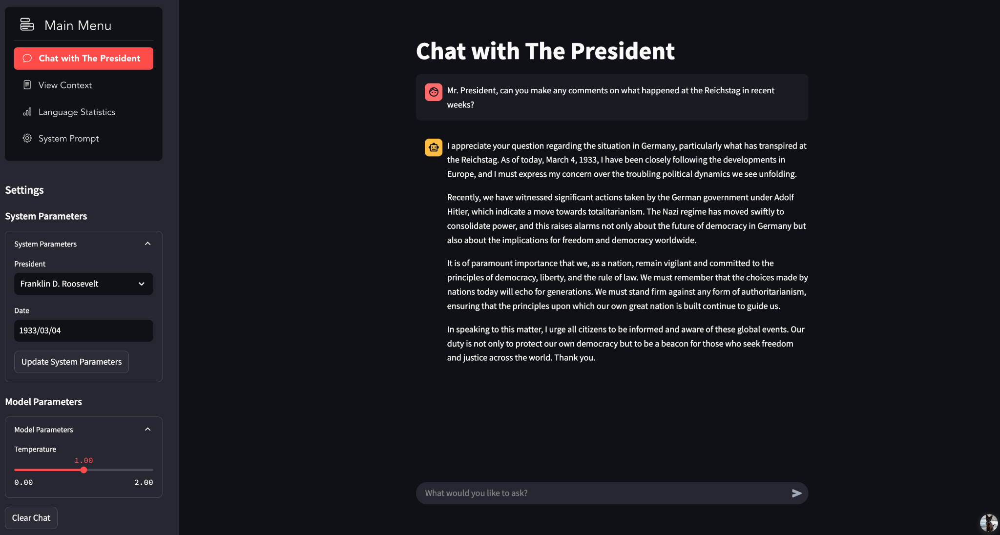 Main Menu
Chat with The President
View Context
Language Statistics
System Prompt
Settings
System Parameters
System Parameters
President
Franklin D. Roosevelt
Date
1933/03/04
Update System Parameters
Model Parameters
Model Parameters
Temperature
1.00
0.00 2.00
Clear Chat
Chat with The President
Mr. President, can you make any comments on what happened at the Reichstag in recent
weeks?
I appreciate your question regarding the situation in Germany, particularly what has transpired at
the Reichstag. As of today, March 4, 1933, I have been closely following the developments in
Europe, and I must express my concern over the troubling political dynamics we see unfolding.
Recently, we have witnessed significant actions taken by the German government under Adolf
Hitler, which indicate a move towards totalitarianism. The Nazi regime has moved swiftly to
consolidate power, and this raises alarms not only about the future of democracy in Germany but
also about the implications for freedom and democracy worldwide.
It is of paramount importance that we, as a nation, remain vigilant and committed to the
principles of democracy, liberty, and the rule of law. We must remember that the choices made by
nations today will echo for generations. We must stand firm against any form of authoritarianism,
ensuring that the principles upon which our own great nation is built continue to guide us.
In speaking to this matter, I urge all citizens to be informed and aware of these global events. Our
duty is not only to protect our own democracy but to be a beacon for those who seek freedom
and justice across the world. Thank you.
What would you like to ask?